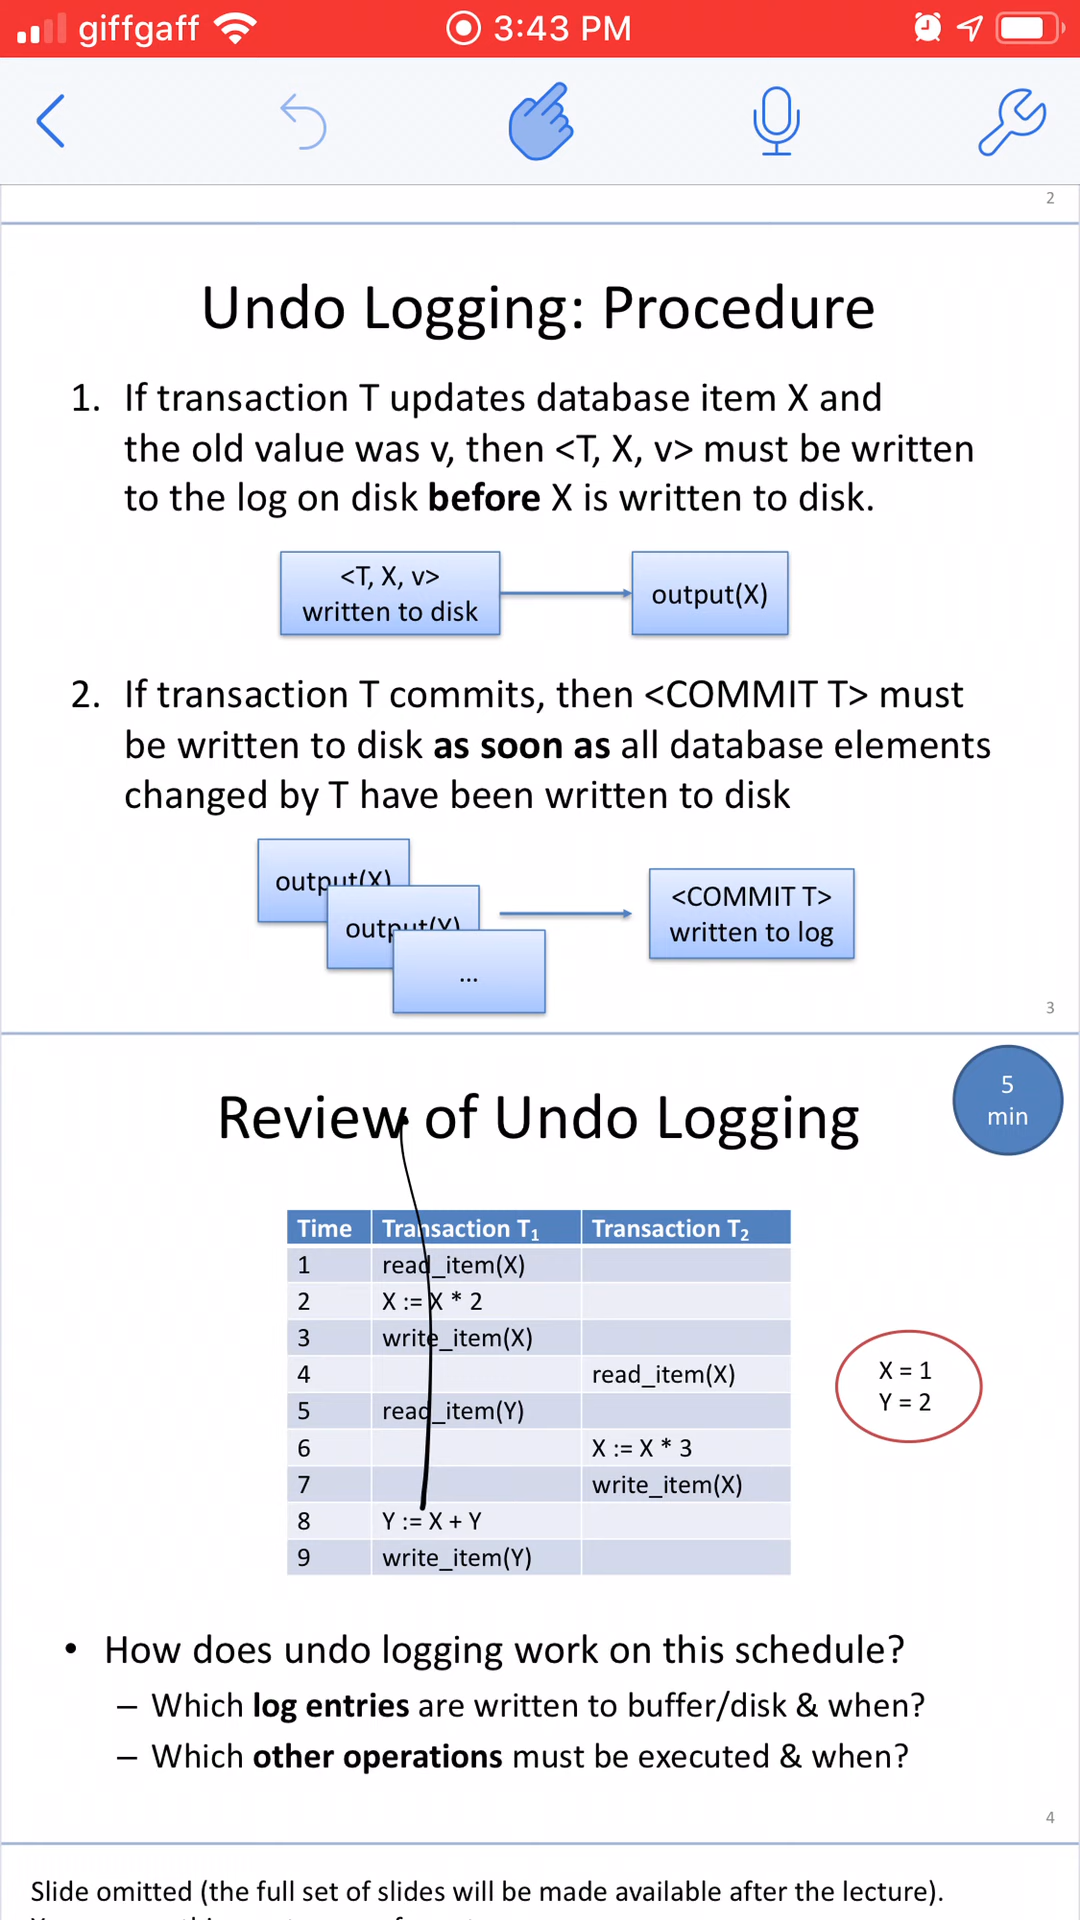 giffgaff 3:43 PM
2
Undo Logging: Procedure
1. If transaction T updates database item X and
the old value was v, then <T, X, v> must be written
to the log on disk before X is written to disk.
<T, X, v>
written to disk
output(X)
2. If transaction T commits, then <COMMIT T> must
be written to disk as soon as all database elements
changed by T have been written to disk
output(X)
output(Y)
...
<COMMIT T>
written to log
3
5
min
Review of Undo Logging
Time Transaction T₁ Transaction T₂
1 read_item(X)
2 X := X * 2
3 write_item(X)
4 read_item(X)
5 read_item(Y)
6 X := X * 3
7 write_item(X)
8 Y := X + Y
9 write_item(Y)
X = 1
Y = 2
• How does undo logging work on this schedule?
– Which log entries are written to buffer/disk & when?
– Which other operations must be executed & when?
4
Slide omitted (the full set of slides will be made available after the lecture).